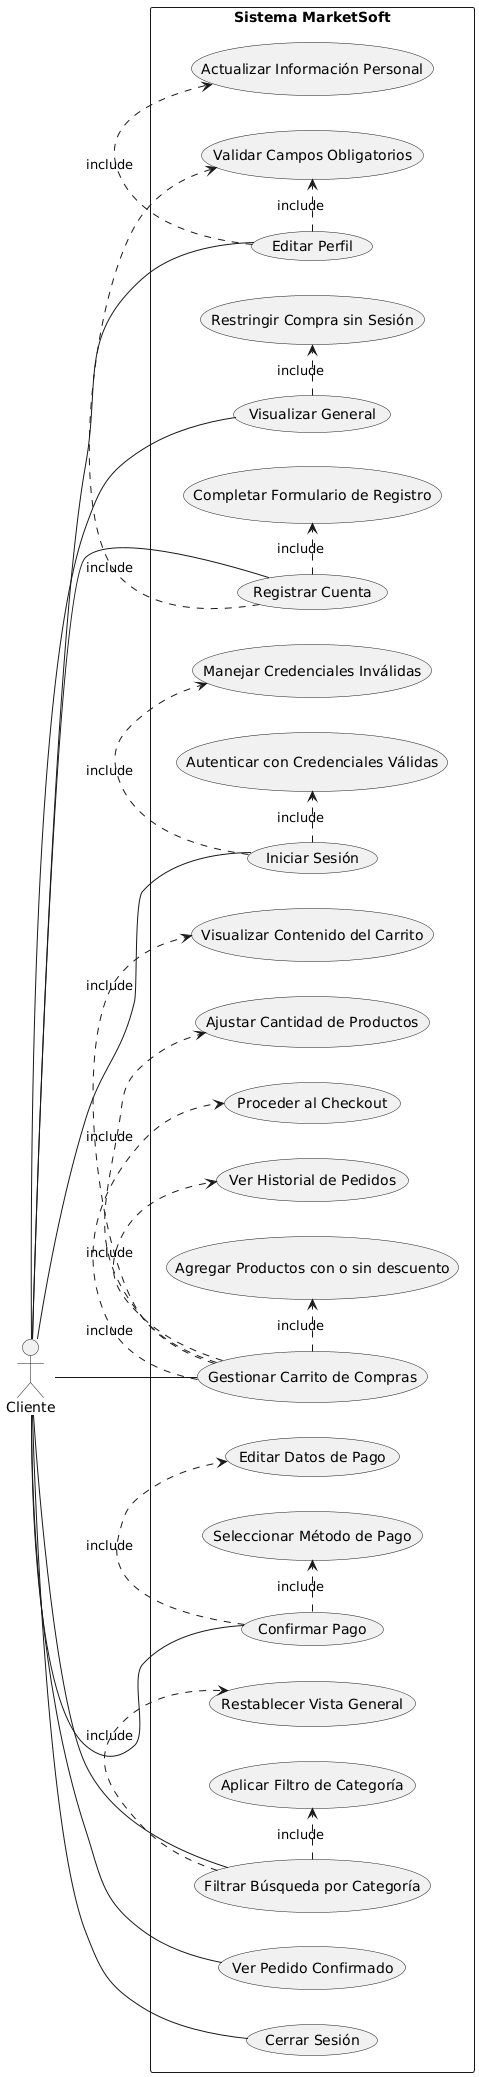 Sistema MarketSoft
Actualizar Información Personal
Validar Campos Obligatorios
include
include
Editar Perfil
Restringir Compra sin Sesión
include
Visualizar General
Completar Formulario de Registro
include
include
Registrar Cuenta
Manejar Credenciales Inválidas
Autenticar con Credenciales Válidas
include
include
Iniciar Sesión
Visualizar Contenido del Carrito
include
Ajustar Cantidad de Productos
Proceder al Checkout
include
Ver Historial de Pedidos
include
Agregar Productos con o sin descuento
include
include
Gestionar Carrito de Compras
Cliente
Editar Datos de Pago
Seleccionar Método de Pago
include
include
Confirmar Pago
Restablecer Vista General
include
Aplicar Filtro de Categoría
include
Filtrar Búsqueda por Categoría
Ver Pedido Confirmado
Cerrar Sesión